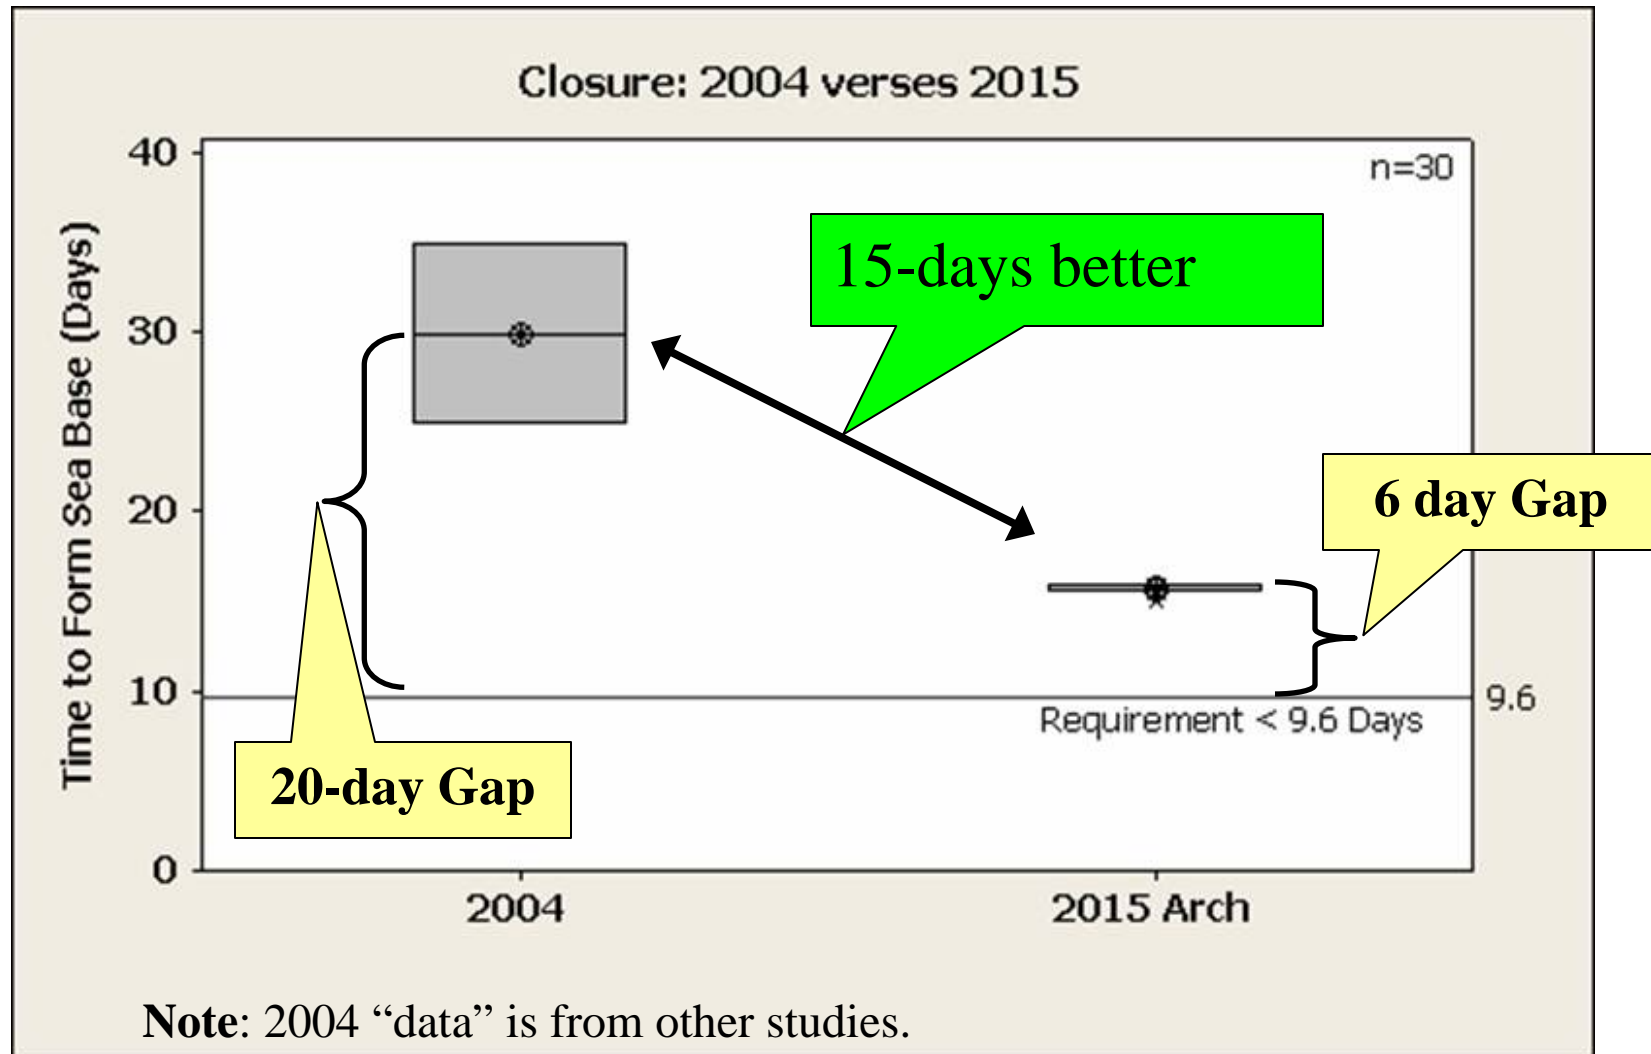 Closure: 2004 verses 2015
n=30
Time to Form Sea Base (Days)
40
30
20
10
0
15-days better
6 day Gap
20-day Gap
9.6
Requirement < 9.6 Days
2004
2015 Arch
Note: 2004 “data” is from other studies.